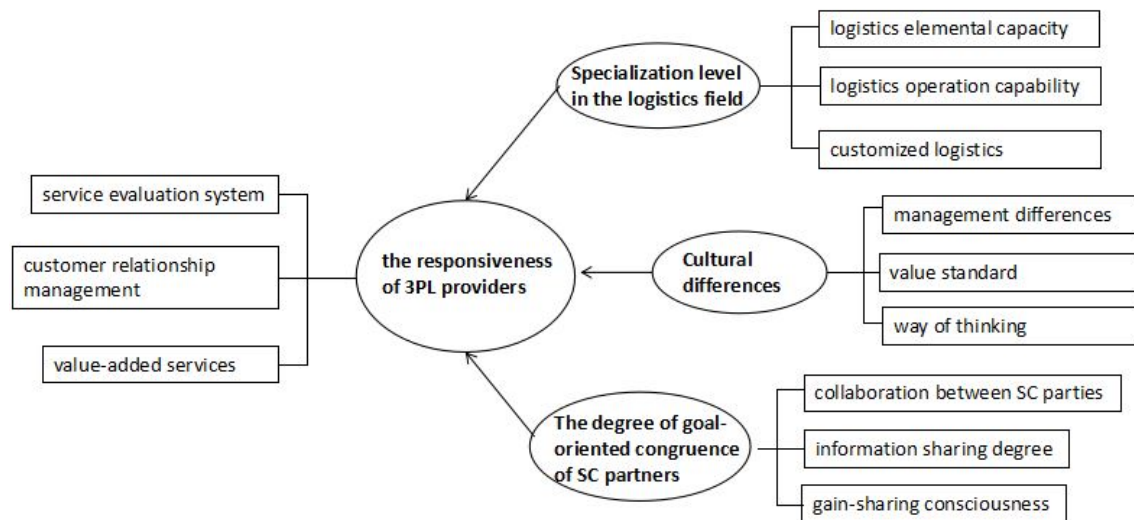 logistics elemental capacity
Specialization level
in the logistics field
logistics operation capability
customized logistics
service evaluation system
customer relationship
management
value-added services
the responsiveness
of 3PL providers
Cultural
differences
management differences
value standard
way of thinking
The degree of goal-
oriented congruence
of SC partners
collaboration between SC parties
information sharing degree
gain-sharing consciousness